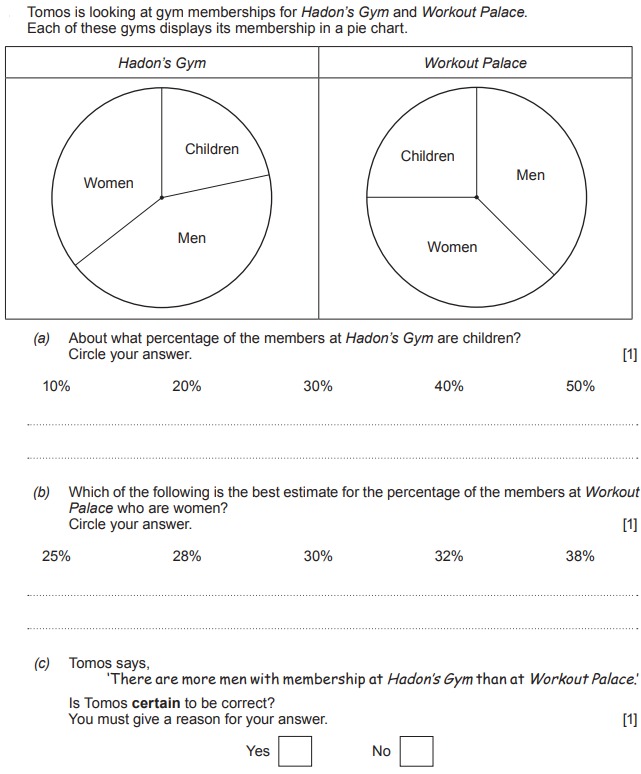 Tomos is looking at gym memberships for Hadon's Gym and Workout Palace.
Each of these gyms displays its membership in a pie chart.
Hadon's Gym
Workout Palace
Children
Women
Men
Children
Men
Women
(a) About what percentage of the members at Hadon's Gym are children?
Circle your answer. [1]
10% 20% 30% 40% 50%
(b) Which of the following is the best estimate for the percentage of the members at Workout
Palace who are women?
Circle your answer. [1]
25% 28% 30% 32% 38%
(c) Tomos says,
'There are more men with membership at Hadon's Gym than at Workout Palace.'
Is Tomos certain to be correct?
You must give a reason for your answer. [1]
Yes No